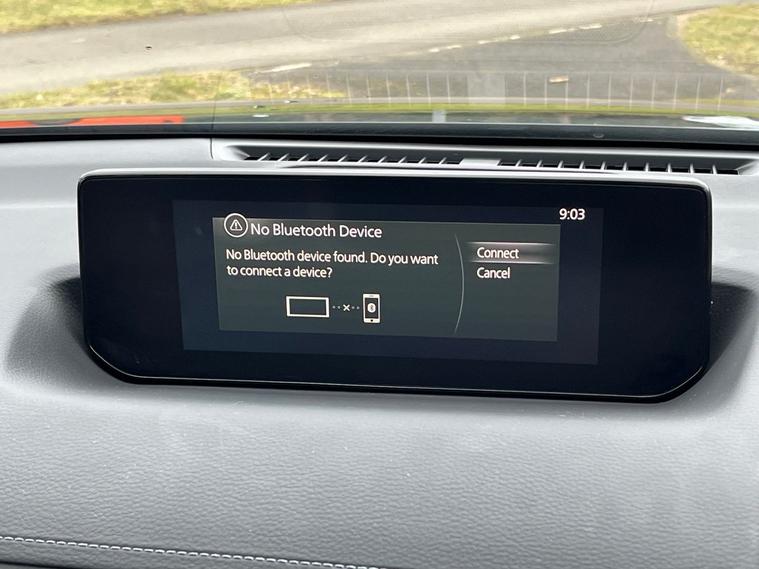 9:03
No Bluetooth Device
No Bluetooth device found. Do you want
to connect a device?
Connect
Cancel